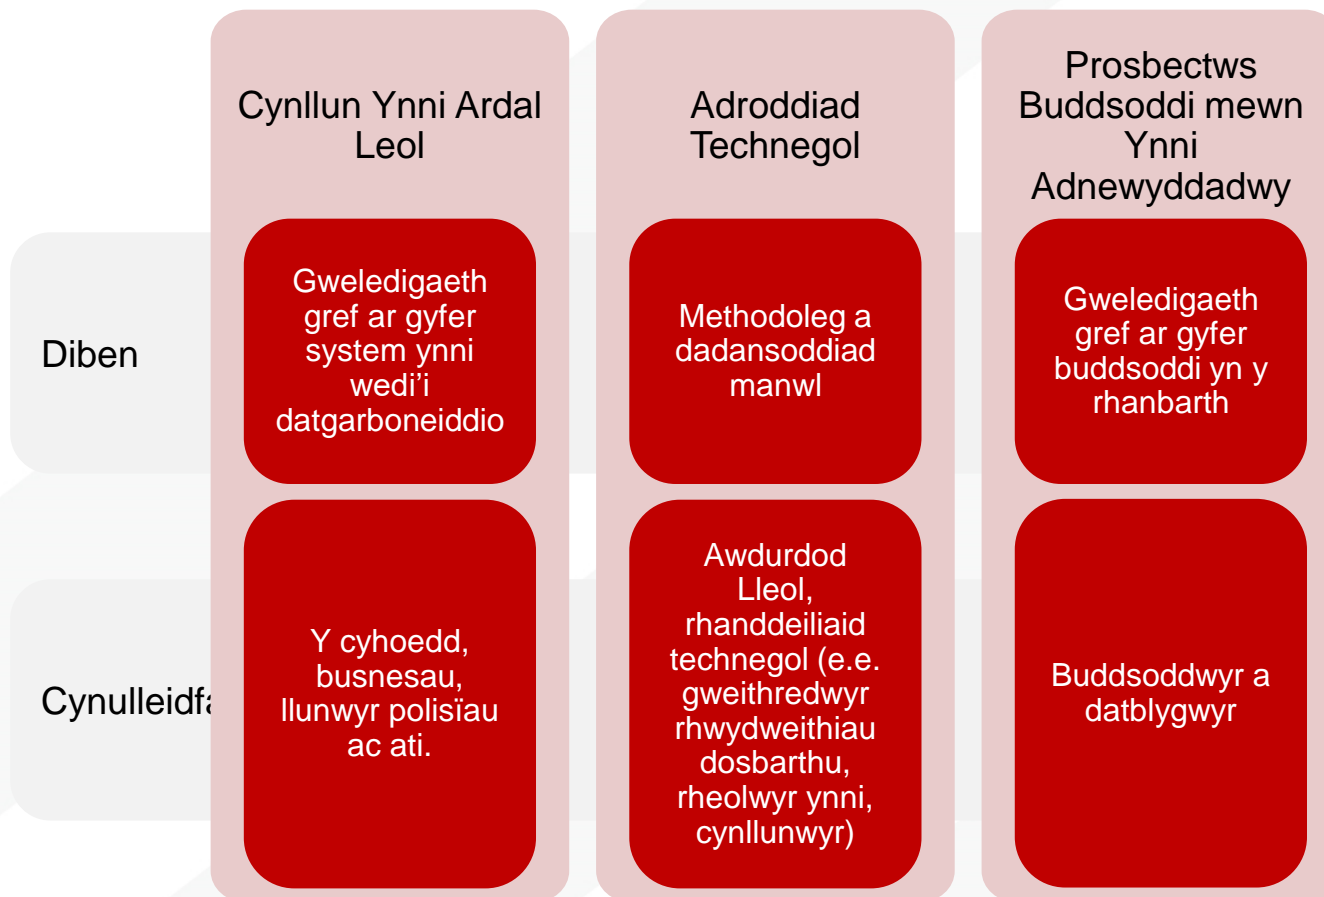 Cynllun Ynni Ardal
Leol
Adroddiad
Technegol
Prosbectws
Buddsoddi mewn
Ynni
Adnewyddadwy
Diben
Gweledigaeth
gref ar gyfer
system ynni
wedi’i
datgarboneiddio
Methodoleg a
dadansoddiad
manwl
Gweledigaeth
gref ar gyfer
buddsoddi yn y
rhanbarth
Cynulleidfa
Y cyhoedd,
busnesau,
llunwyr polisïau
ac ati.
Awdurdod
Lleol,
rhanddeiliaid
technegol (e.e.
gweithredwyr
rhwydweithiau
dosbarthu,
rheolwyr ynni,
cynllunwyr)
Buddsoddwyr a
datblygwyr